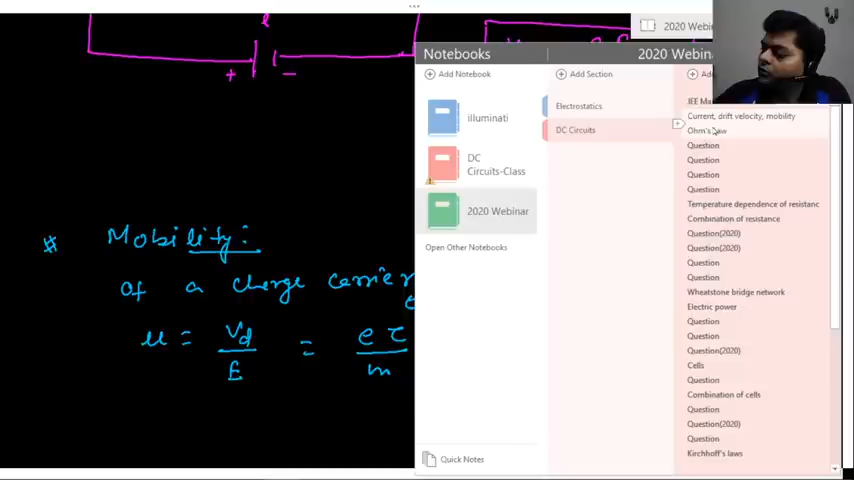 + −
2020 Webin
Notebooks
2020 Webina
Add Notebook
illuminati
DC
Circuits-Class
2020 Webinar
Open Other Notebooks
Quick Notes
Add Section
Electrostatics
DC Circuits
Ad
JEE Ma
Current, drift velocity, mobility
Ohm's law
Question
Question
Question
Question
Temperature dependence of resistanc
Combination of resistance
Question(2020)
Question(2020)
Question
Question
Wheatstone bridge network
Electric power
Question
Question
Question(2020)
Cells
Question
Combination of cells
Question
Question(2020)
Question
Kirchhoff's laws
* Mobility:
of a charge carrier
μ = Vd/E = eτ/m